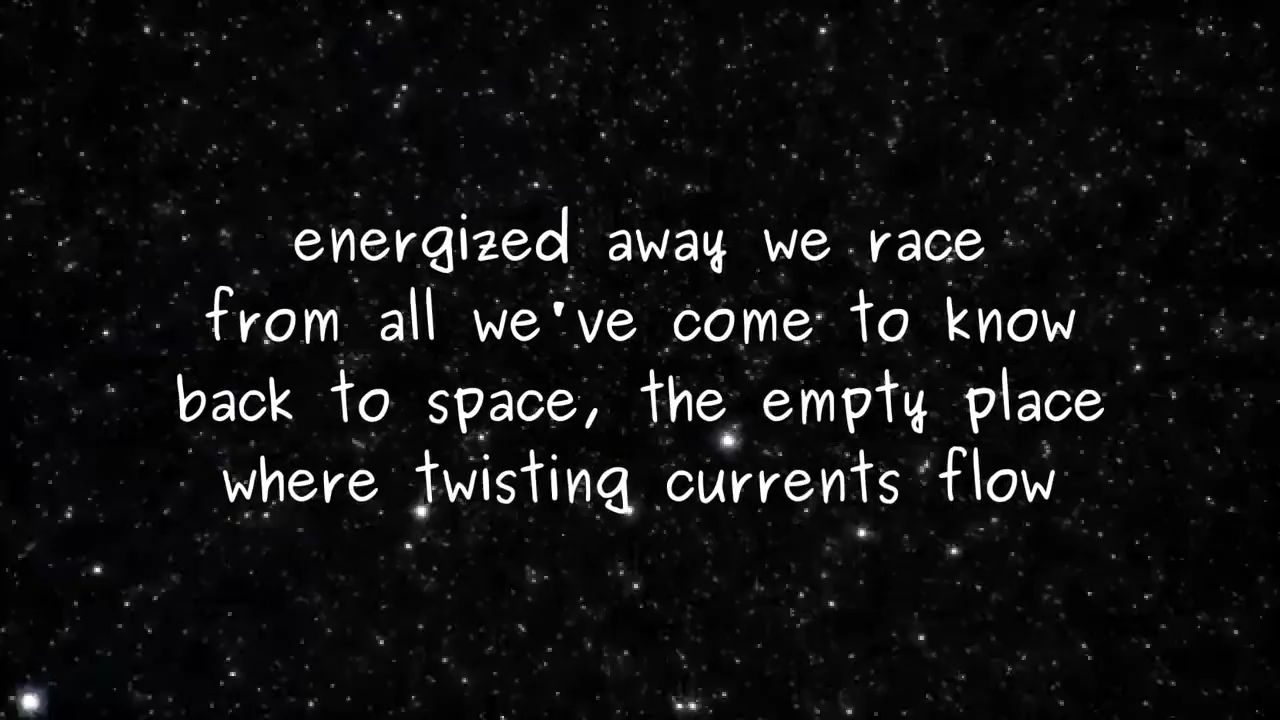 energized away we race
from all we've come to know
back to space, the empty place
where twisting currents flow